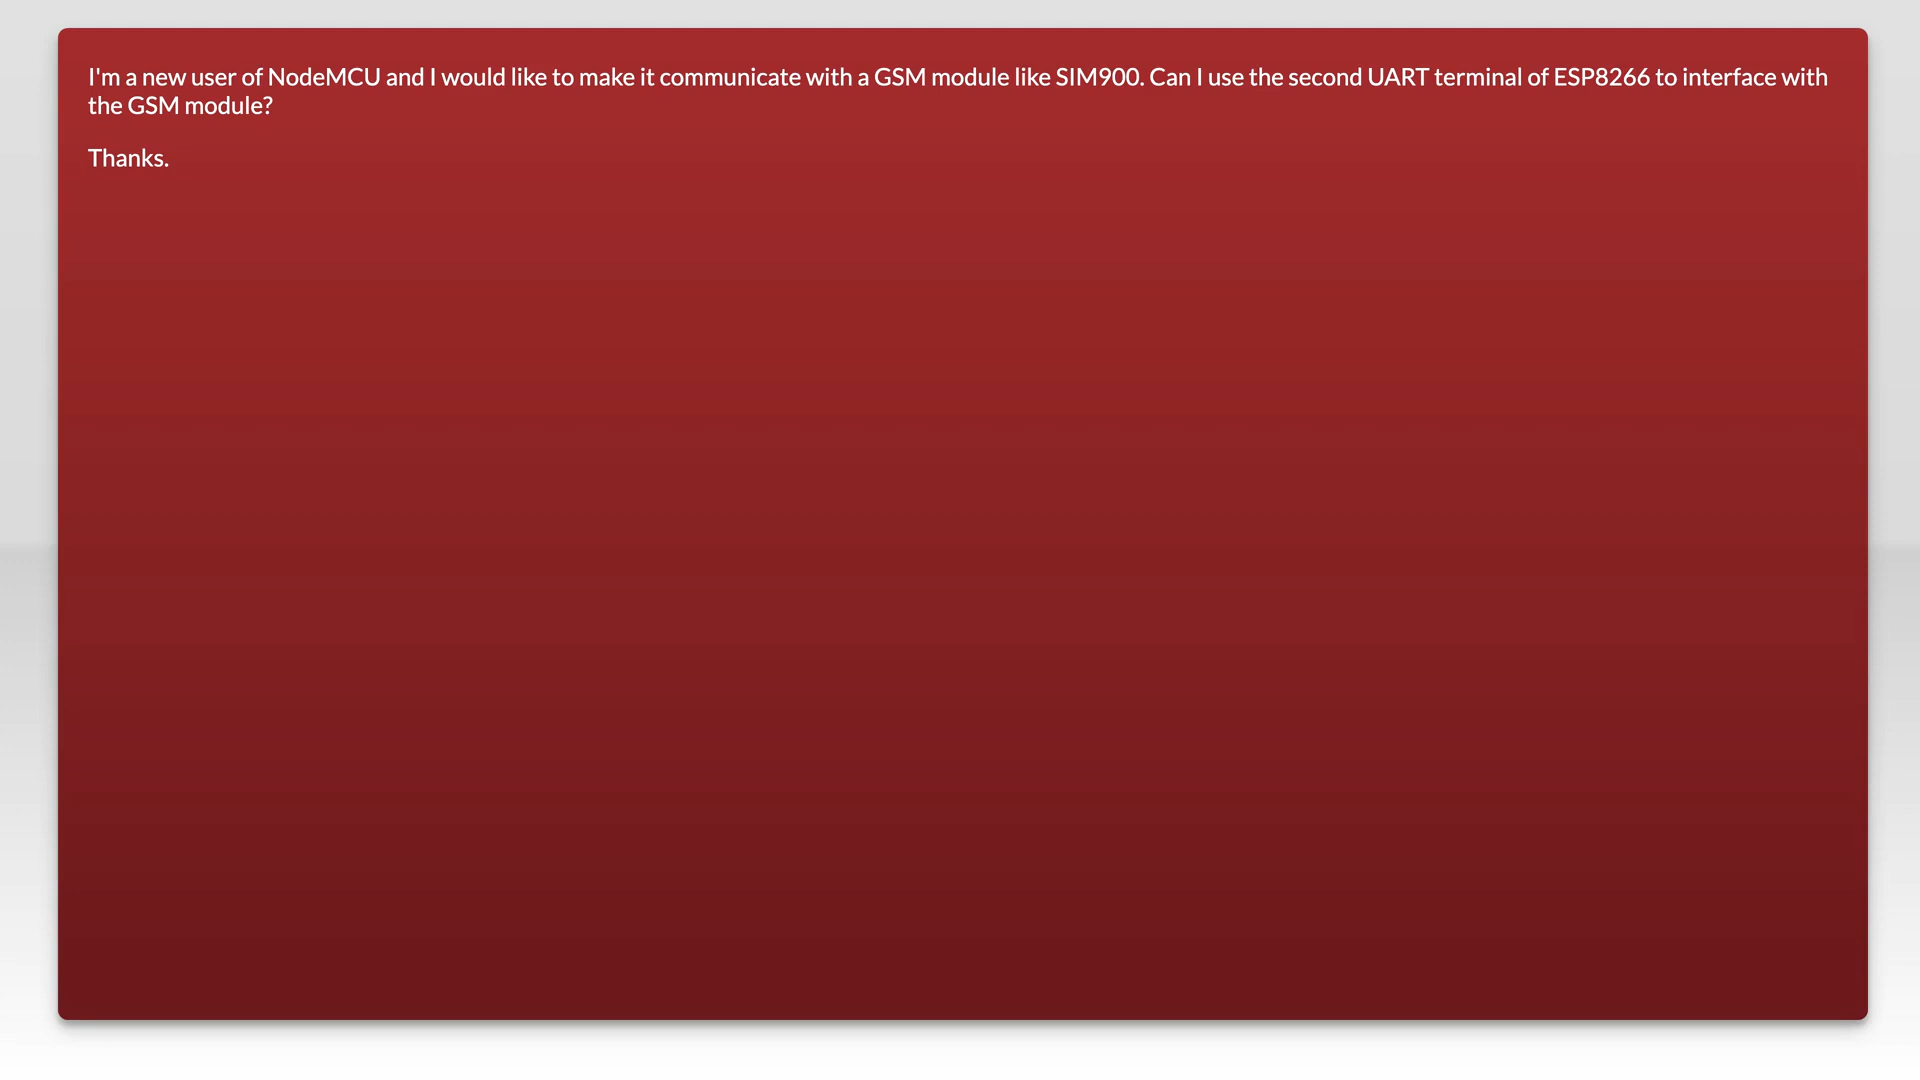 I'm a new user of NodeMCU and I would like to make it communicate with a GSM module like SIM900. Can I use the second UART terminal of ESP8266 to interface with
the GSM module?
Thanks.